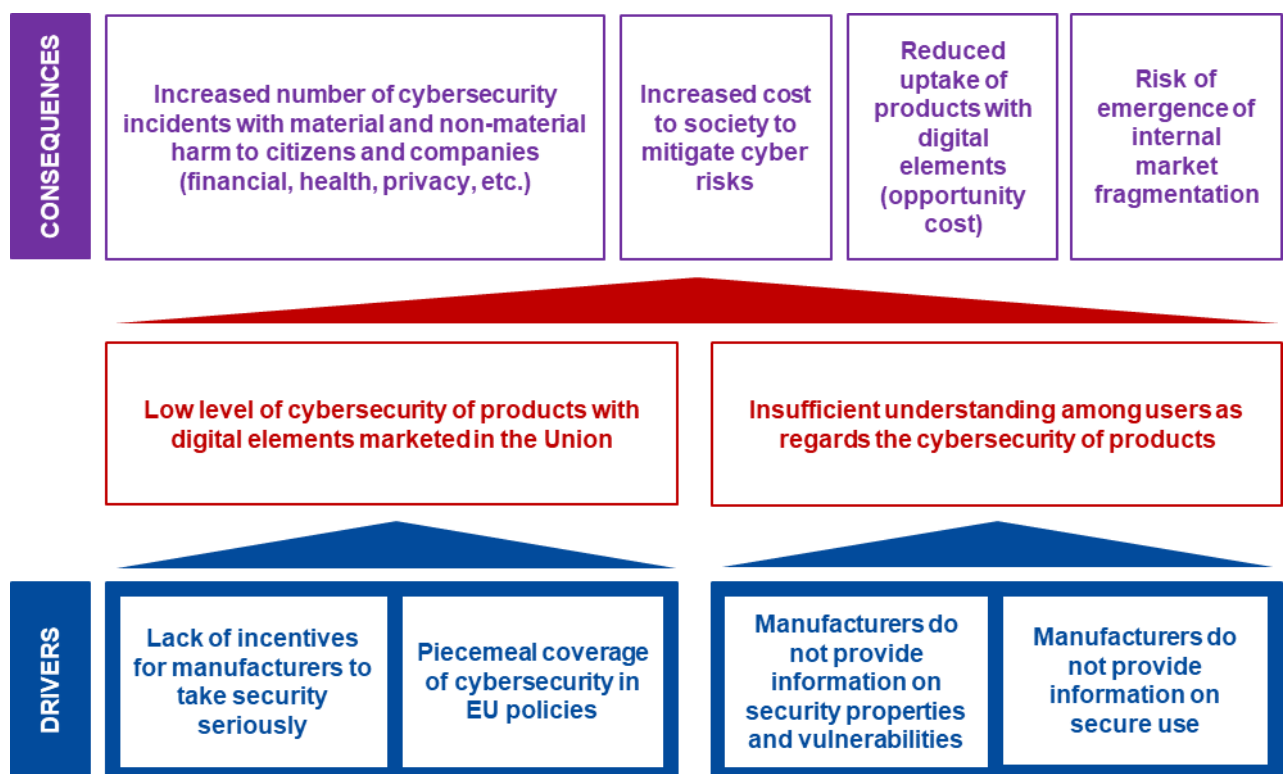 CONSEQUENCES
Increased number of cybersecurity
incidents with material and non-material
harm to citizens and companies
(financial, health, privacy, etc.)
Increased cost
to society to
mitigate cyber
risks
Reduced
uptake of
products with
digital
elements
(opportunity
cost)
Risk of
emergence of
internal
market
fragmentation
Low level of cybersecurity of products with
digital elements marketed in the Union
Insufficient understanding among users as
regards the cybersecurity of products
DRIVERS
Lack of incentives
for manufacturers to
take security
seriously
Piecemeal coverage
of cybersecurity in
EU policies
Manufacturers do
not provide
information on
security properties
and vulnerabilities
Manufacturers do
not provide
information on
secure use